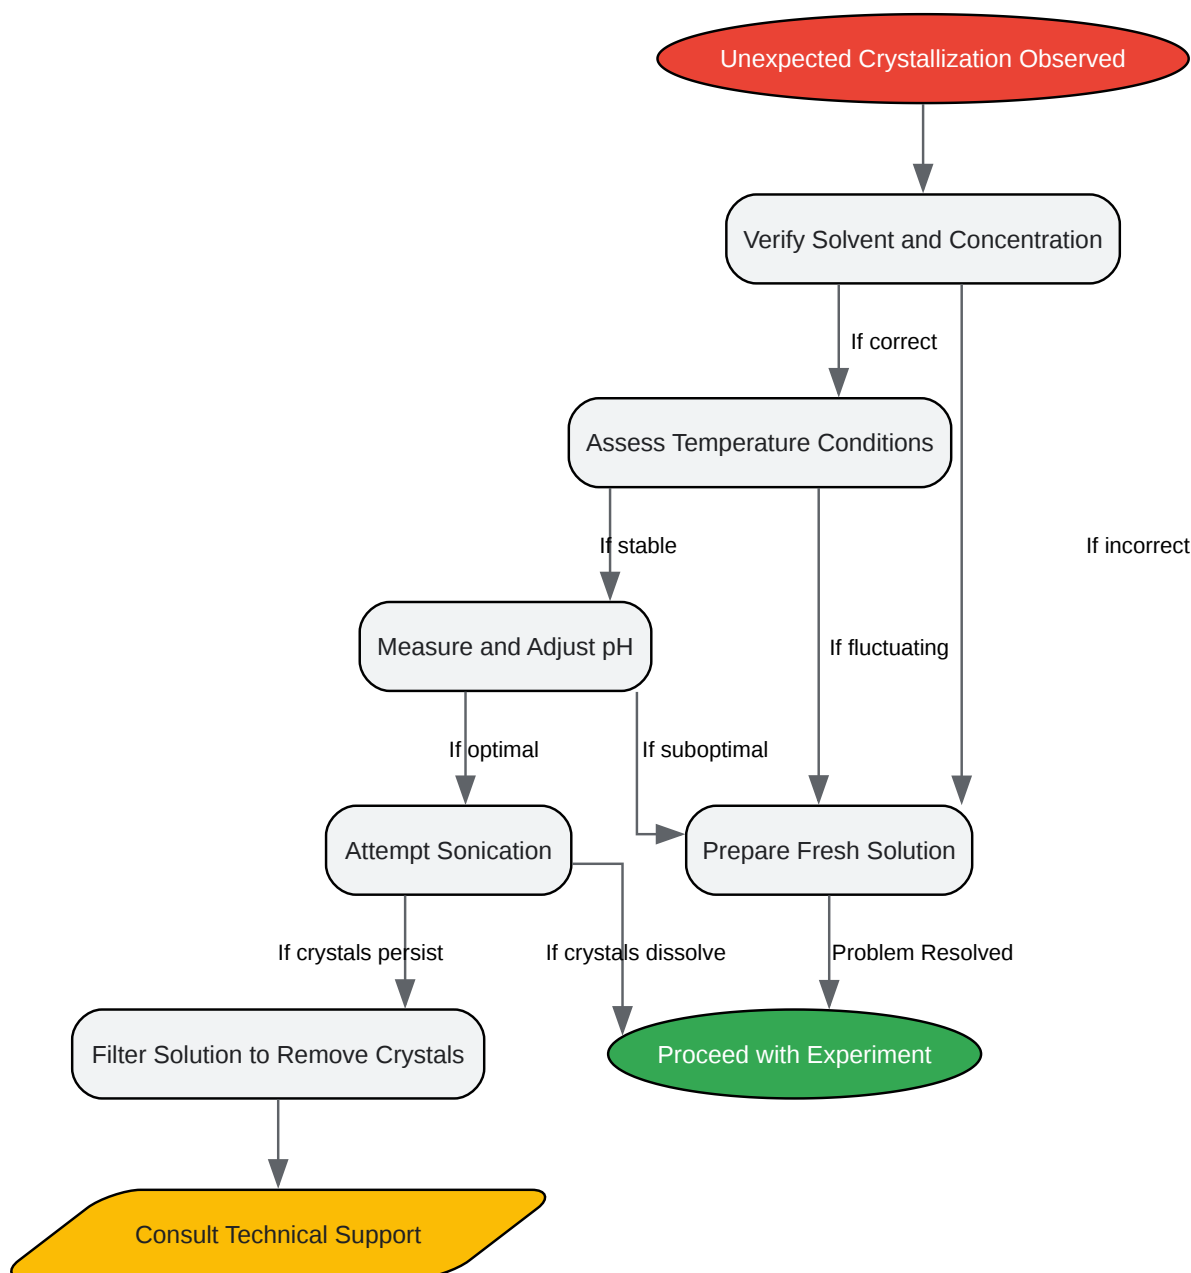 Unexpected Crystallization Observed
Verify Solvent and Concentration
If correct
Assess Temperature Conditions
If stable
If incorrect
Measure and Adjust pH
If fluctuating
If optimal
If suboptimal
Attempt Sonication
Prepare Fresh Solution
If crystals persist
If crystals dissolve
Problem Resolved
Filter Solution to Remove Crystals
Proceed with Experiment
Consult Technical Support